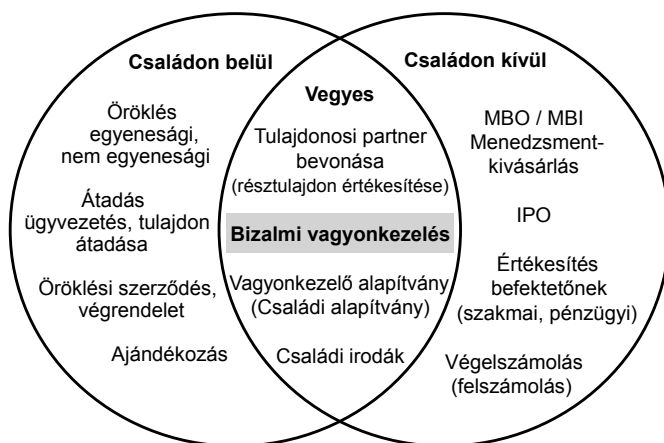 Családon belül
Öröklés
egyenesági,
nem egyenesági
Átadás
ügyvezetés, tulajdon
átadása
Öröklési szerződés,
végrendelet
Ajándékozás
Vegyes
Tulajdonosi partner
bevonása
(résztulajdon értékesítése)
Bizalmi vagyonkezelés
Vagyonkezelő alapítvány
(Családi alapítvány)
Családi irodák
Családon kívül
MBO / MBI
Menedzsment-
kivásárlás
IPO
Értékesítés
befektetőnek
(szakmai, pénzügyi)
Végelszámolás
(felszámolás)